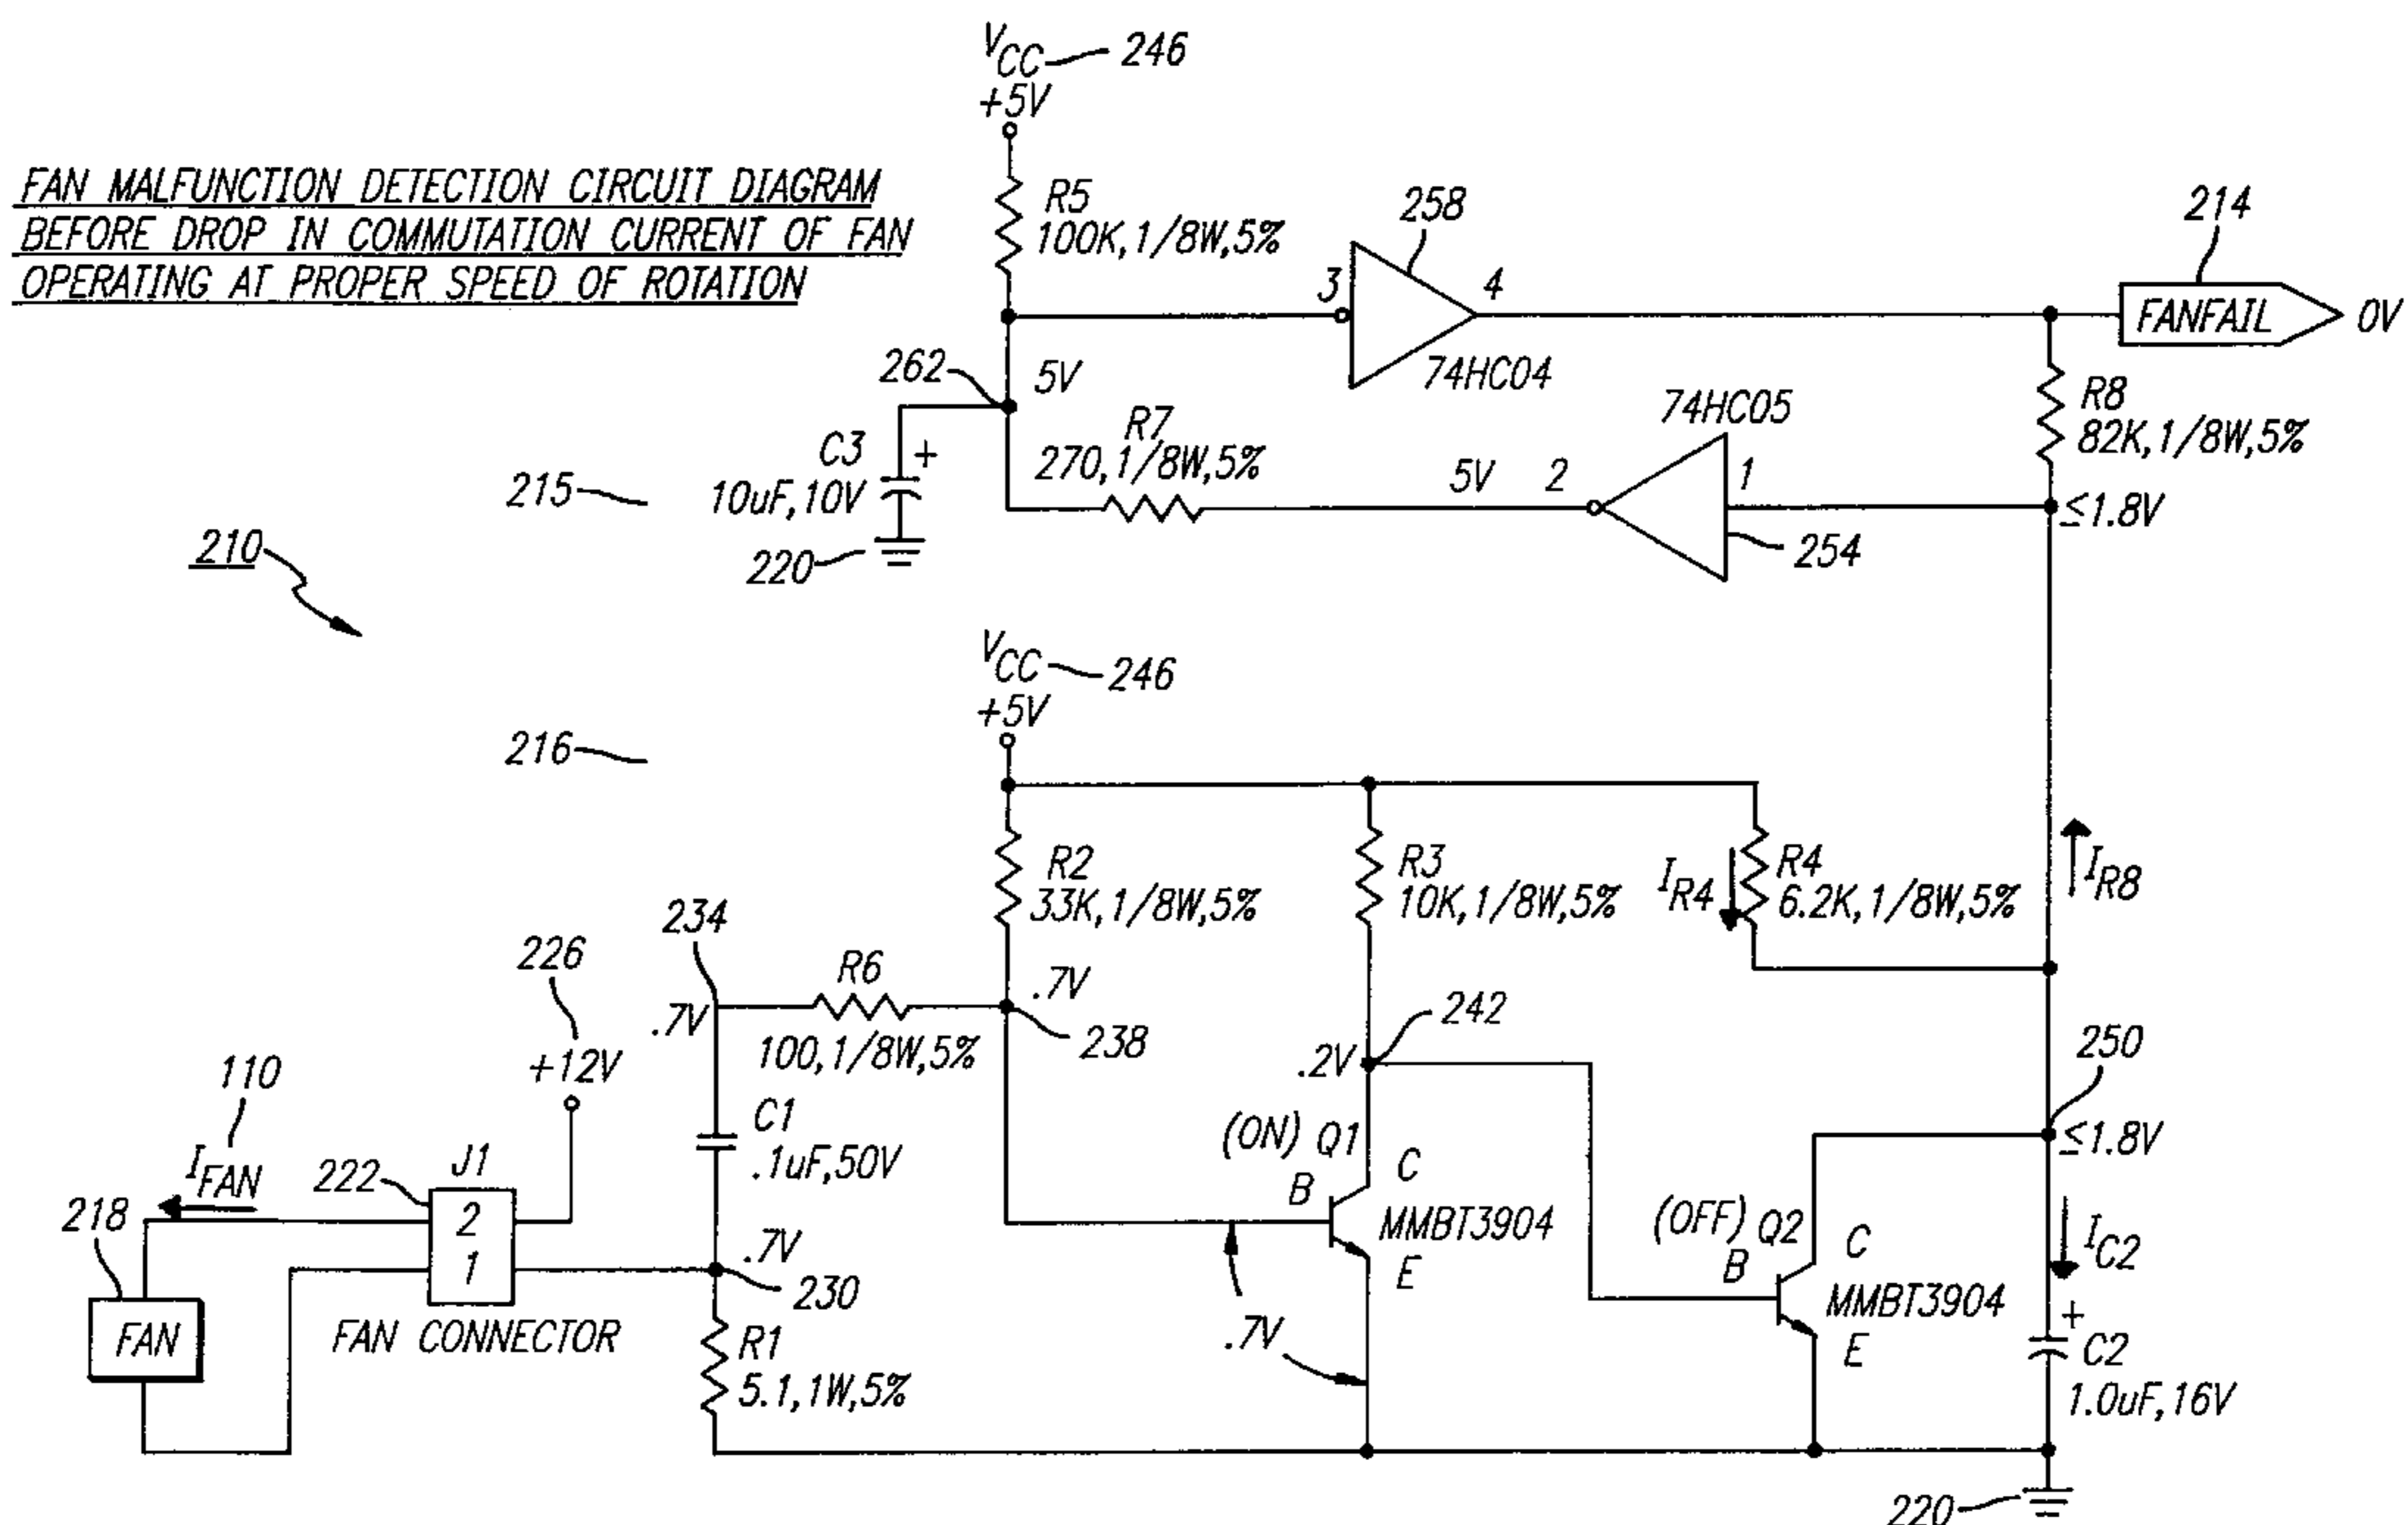 V_CC 246
+5V
FAN MALFUNCTION DETECTION CIRCUIT DIAGRAM
BEFORE DROP IN COMMUTATION CURRENT OF FAN
OPERATING AT PROPER SPEED OF ROTATION
R5
100K,1/8W,5%
258
3
4
74HC04
214
FANFAIL
0V
262
5V
C3
10uF,10V
+
220
R7
270,1/8W,5%
5V
2
74HC05
1
254
R8
82K,1/8W,5%
≤1.8V
215
210
216
V_CC 246
+5V
R2
33K,1/8W,5%
R3
10K,1/8W,5%
I_R4
R4
6.2K,1/8W,5%
I_R8
234
.7V
R6
100,1/8W,5%
.7V
238
226
+12V
242
.2V
250
≤1.8V
110
I_FAN
222
J1
2
1
218
FAN
FAN CONNECTOR
C1
.1uF,50V
.7V
230
R1
5.1,1W,5%
(ON) Q1
B
C
MMBT3904
E
.7V
(OFF) Q2
B
C
MMBT3904
E
I_C2
+
C2
1.0uF,16V
220